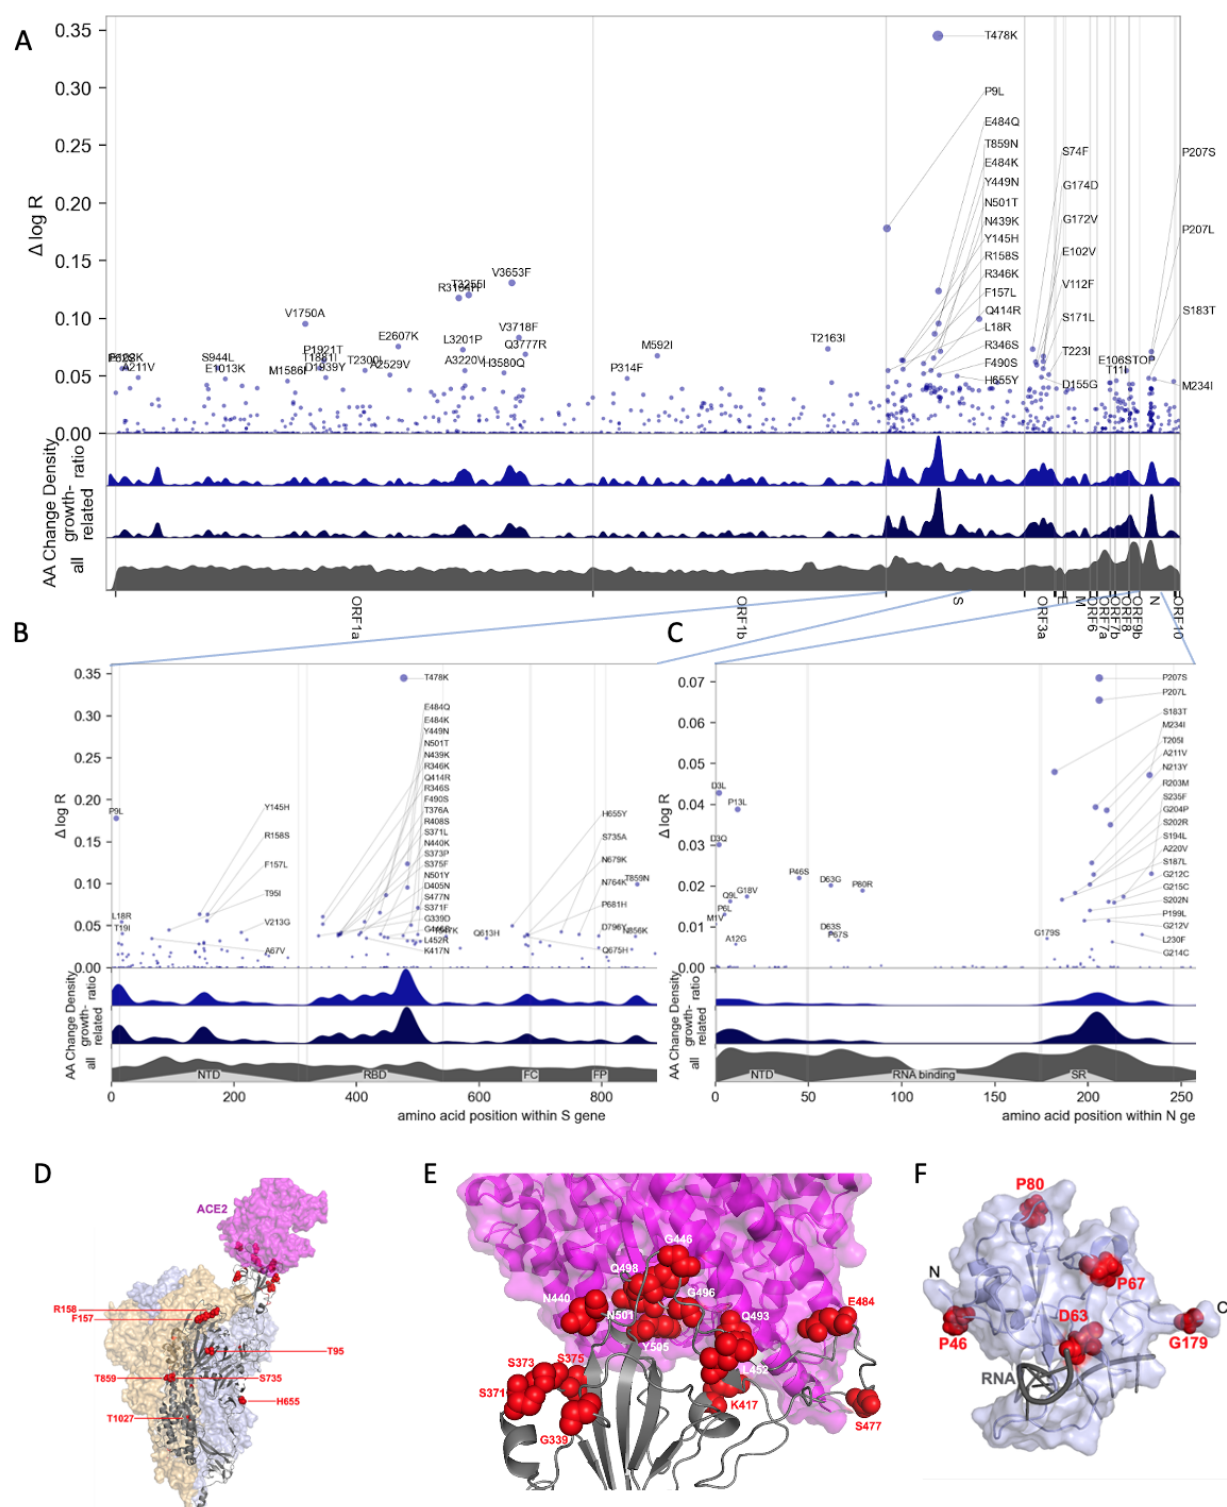 A
Δ log R
0.35
0.30
0.25
0.20
0.15
0.10
0.05
0.00
T478K
P9L
E484Q
T859N
E484K
Y449N
N501T
N439K
Y145H
R158S
R346K
F157L
Q414R
L18R
R346S
F490S
H655Y
S74F
G174D
G172V
E102V
V112F
S171L
T223I
D155G
E106STOP
T11I
P207S
P207L
S183T
M234I
V3653F
T3255I
V1750A
E2607K
L3201P
V3718F
Q3777R
P1921T
T2300I
A2529V
A3220V
H3580Q
S944L
E1013K
M1586I
D1939Y
A211V
M592I
P314F
T2163I
AA Change Density
ratio
growth-
related
all
ORF1a
ORF1b
S
ORF3a
E
M
ORF6
ORF7a
ORF7b
ORF8
ORF9b
N
ORF10
B
Δ log R
0.35
0.30
0.25
0.20
0.15
0.10
0.05
0.00
T478K
E484Q
E484K
Y449N
N501T
N439K
R346K
Q414R
R346S
F490S
T376A
R408S
S371L
N440K
S373P
S375F
N501Y
D405N
S477N
S371F
G339D
L452R
K417N
P9L
L18R
T19I
Y145H
R158S
F157L
T95I
V213G
A67V
Q613H
H655Y
S735A
N679K
N764K
T859N
P681H
D796Y
N856K
Q675H
AA Change Density
ratio
growth-
related
all
NTD
RBD
FC
FP
0
200
400
600
800
amino acid position within S gene
C
Δ log R
0.07
0.06
0.05
0.04
0.03
0.02
0.01
0.00
P207S
P207L
S183T
M234I
T205I
A211V
N213Y
R203M
S235F
G204P
S202R
S194L
A220V
S187L
G212C
G215C
S202N
P199L
G212V
L230F
G214C
D3L
P13L
D3Q
Q9L
G18V
P6L
M1V
A12G
P46S
D63G
P80R
D63S
P67S
G179S
AA Change Density
ratio
growth-
related
all
NTD
RNA binding
SR
0
50
100
150
200
250
amino acid position within N ge
D
ACE2
R158
F157
T95
T859
S735
H655
T1027
E
G446
Q498
G496
N440
N501
Q493
E484
Y505
S373
S375
L452
S371
K417
S477
G339
F
P80
N
P67
D63
C
P46
G179
RNA